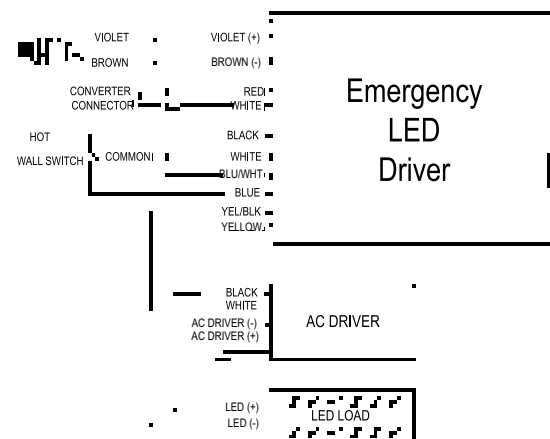 VIOLET
VIOLET (+)
BROWN
BROWN (-)
CONVERTER
CONNECTOR
RED
WHITE
Emergency
LED
Driver
HOT
WALL SWITCH
COMMON
BLACK
WHITE
BLU/WHT
BLUE
YEL/BLK
YELLOW
BLACK
WHITE
AC DRIVER (-)
AC DRIVER (+)
AC DRIVER
LED (+)
LED (-)
LED LOAD